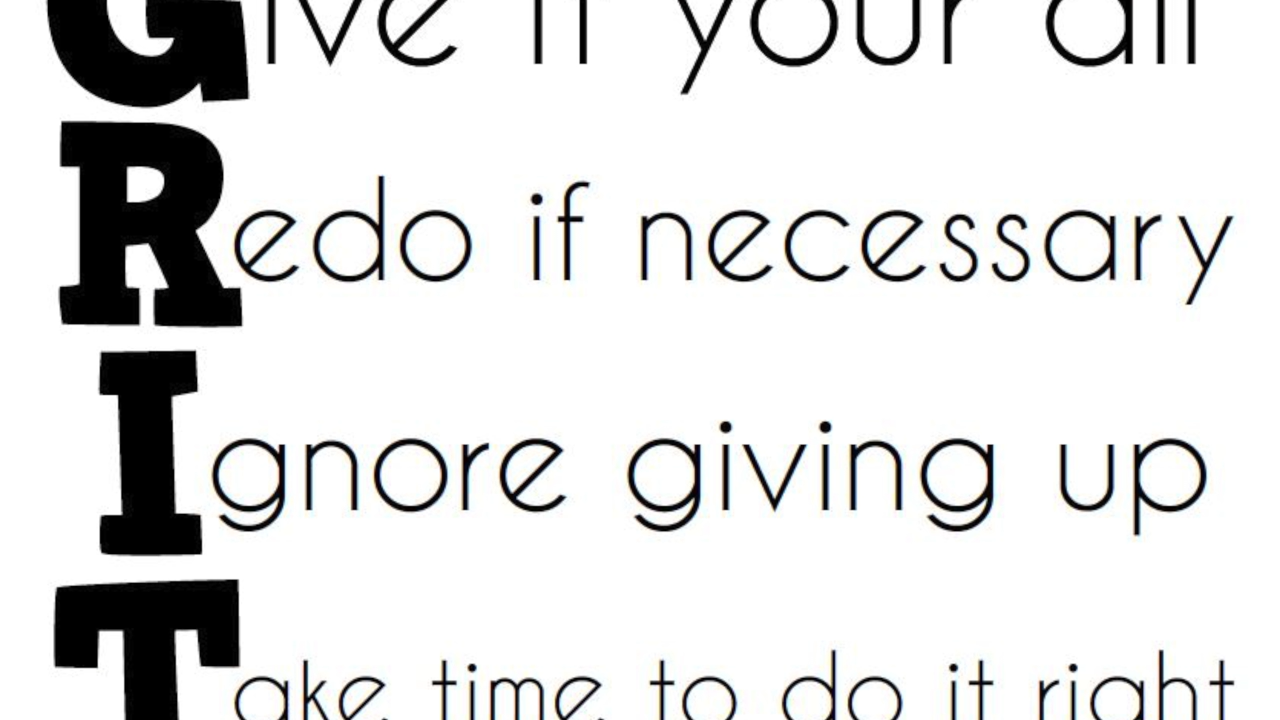 Give it your all
Redo if necessary
Ignore giving up
Take time to do it right